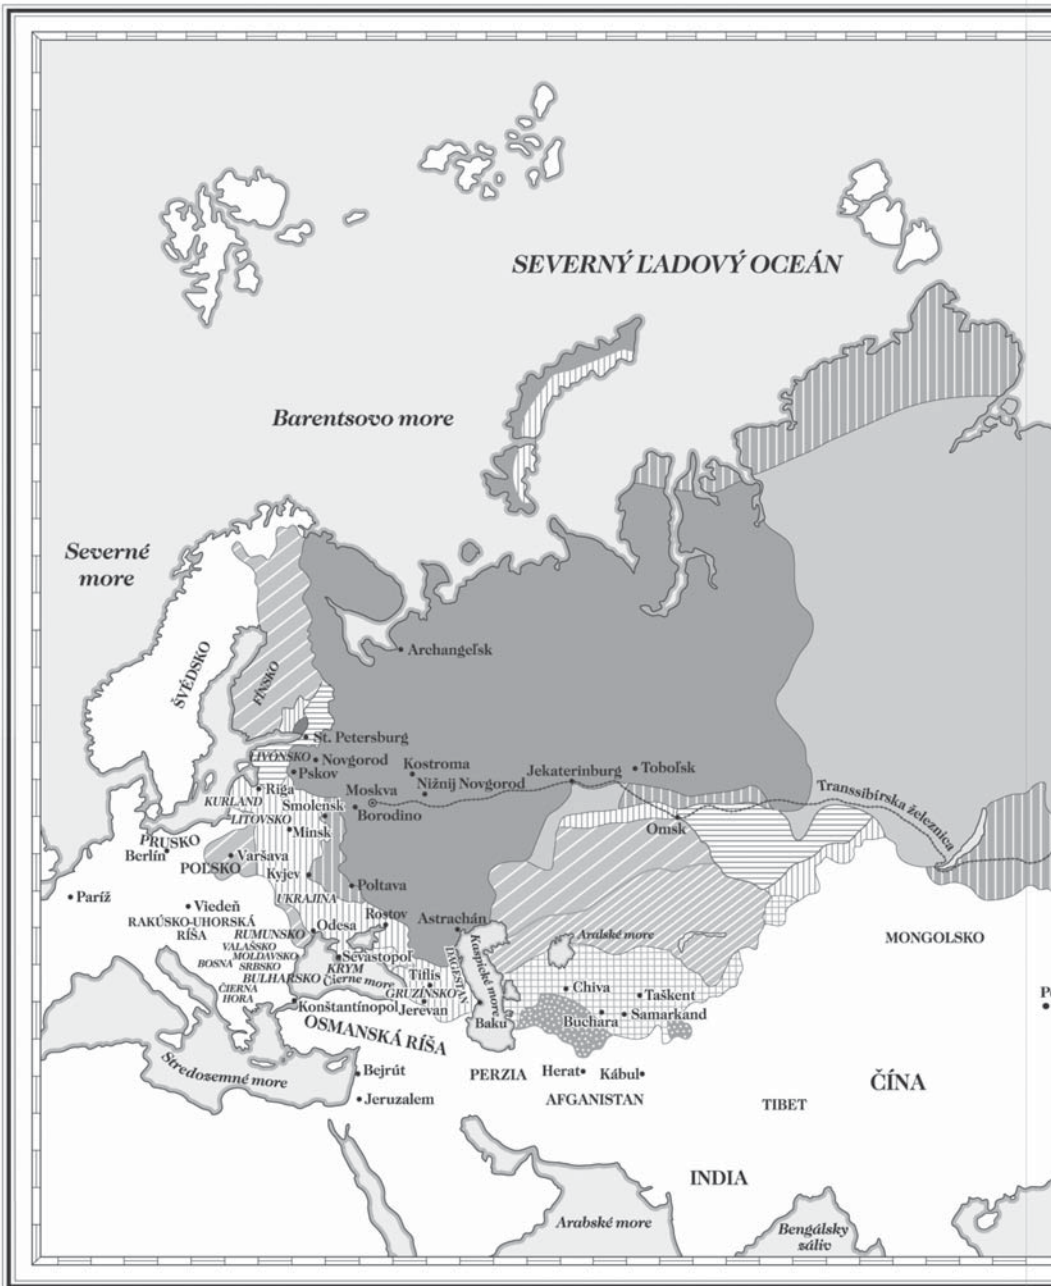 SEVERNÝ ĽADOVÝ OCEÁN
Barentsovo more
Severné
more
ŠVÉDSKO
FÍNSKO
Archangeľsk
St. Petersburg
LIVÓNSKO
Novgorod
Pskov
Kostroma
Nižnij Novgorod
Jekaterinburg
Toboľsk
Transsibírska železnica
Riga
KURLAND
Moskva
Smolensk
Borodino
LITOVSKO
Minsk
Omsk
PRUSKO
Berlín
Varšava
POĽSKO
Kyjev
Poltava
UKRAJINA
Paríž
Viedeň
RAKÚSKO-UHORSKÁ
RÍŠA
Rostov
Astrachán
Odesa
RUMUNSKO
VALAŠSKO
MOLDAVSKO
BOSNA
SRBSKO
BULHARSKO
ČIERNA
HORA
Sevastopoľ
KRYM
Čierne more
Aralské more
Kaspické more
DAGESTAN
MONGOLSKO
Tiflis
GRUZÍNSKO
Jerevan
Baku
Chiva
Taškent
Buchara
Samarkand
Konštantínopol
OSMANSKÁ RÍŠA
Stredozemné more
Bejrút
Jeruzalem
PERZIA
Herat
Kábul
AFGANISTAN
TIBET
ČÍNA
INDIA
Arabské more
Bengálsky
záliv